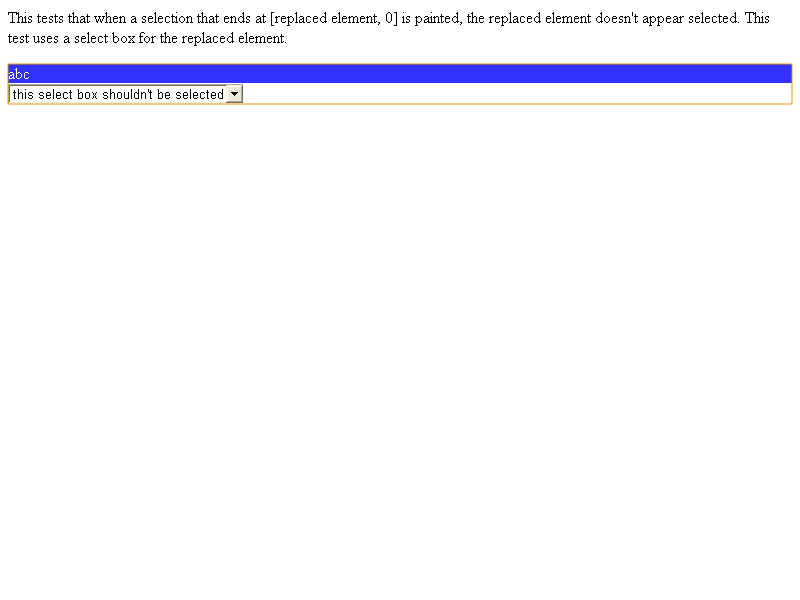 This tests that when a selection that ends at [replaced element, 0] is painted, the replaced element doesn't appear selected. This
test uses a select box for the replaced element.
abc
this select box shouldn't be selected